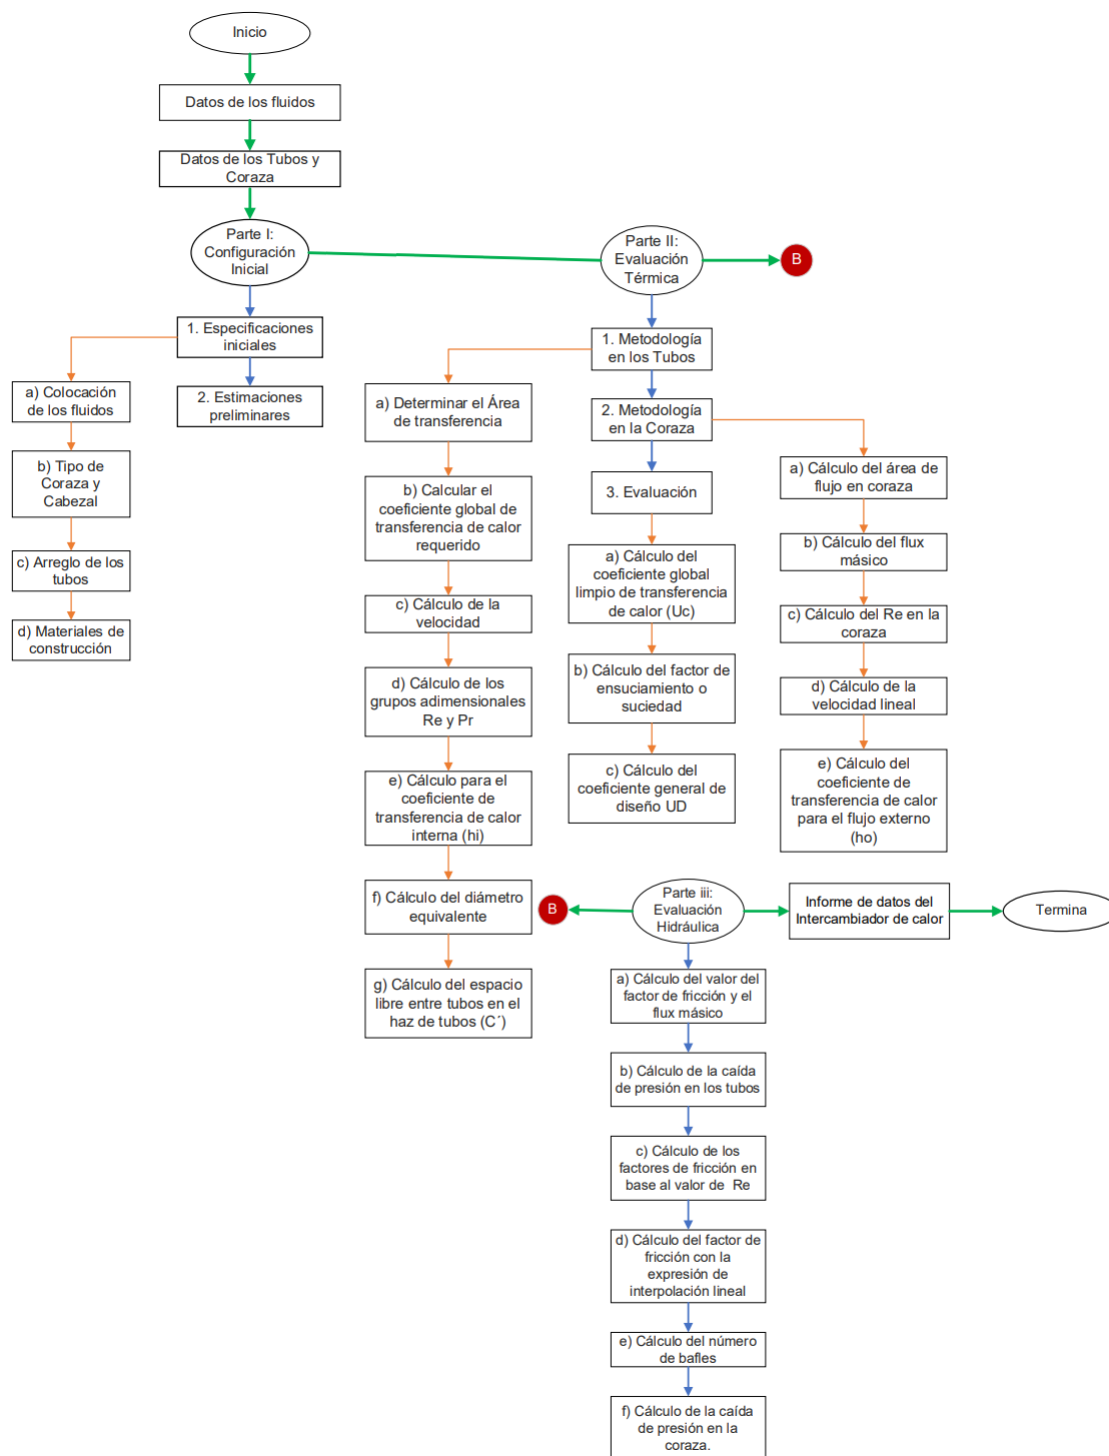 Inicio
Datos de los fluidos
Datos de los Tubos y
Coraza
Parte I:
Configuración
Inicial
1. Especificaciones
iniciales
2. Estimaciones
preliminares
a) Colocación
de los fluidos
b) Tipo de
Coraza y
Cabezal
c) Arreglo de los
tubos
d) Materiales de
construcción
Parte II:
Evaluación
Térmica
B
1. Metodología
en los Tubos
a) Determinar el Área
de transferencia
b) Calcular el
coeficiente global de
transferencia de calor
requerido
c) Cálculo de la
velocidad
d) Cálculo de los
grupos adimensionales
Re y Pr
e) Cálculo para el
coeficiente de
transferencia de calor
interna (hi)
f) Cálculo del diámetro
equivalente
g) Cálculo del espacio
libre entre tubos en el
haz de tubos (C´)
2. Metodología
en la Coraza
a) Cálculo del área de
flujo en coraza
b) Cálculo del flux
másico
c) Cálculo del Re en la
coraza
d) Cálculo de la
velocidad lineal
e) Cálculo del
coeficiente de
transferencia de calor
para el flujo externo
(ho)
3. Evaluación
a) Cálculo del
coeficiente global
limpio de transferencia
de calor (Uc)
b) Cálculo del factor de
ensuciamiento o
suciedad
c) Cálculo del
coeficiente general de
diseño UD
B
Parte iii:
Evaluación
Hidráulica
Informe de datos del
Intercambiador de calor
Termina
a) Cálculo del valor del
factor de fricción y el
flux másico
b) Cálculo de la caída
de presión en los tubos
c) Cálculo de los
factores de fricción en
base al valor de Re
d) Cálculo del factor de
fricción con la
expresión de
interpolación lineal
e) Cálculo del número
de bafles
f) Cálculo de la caída
de presión en la
coraza.